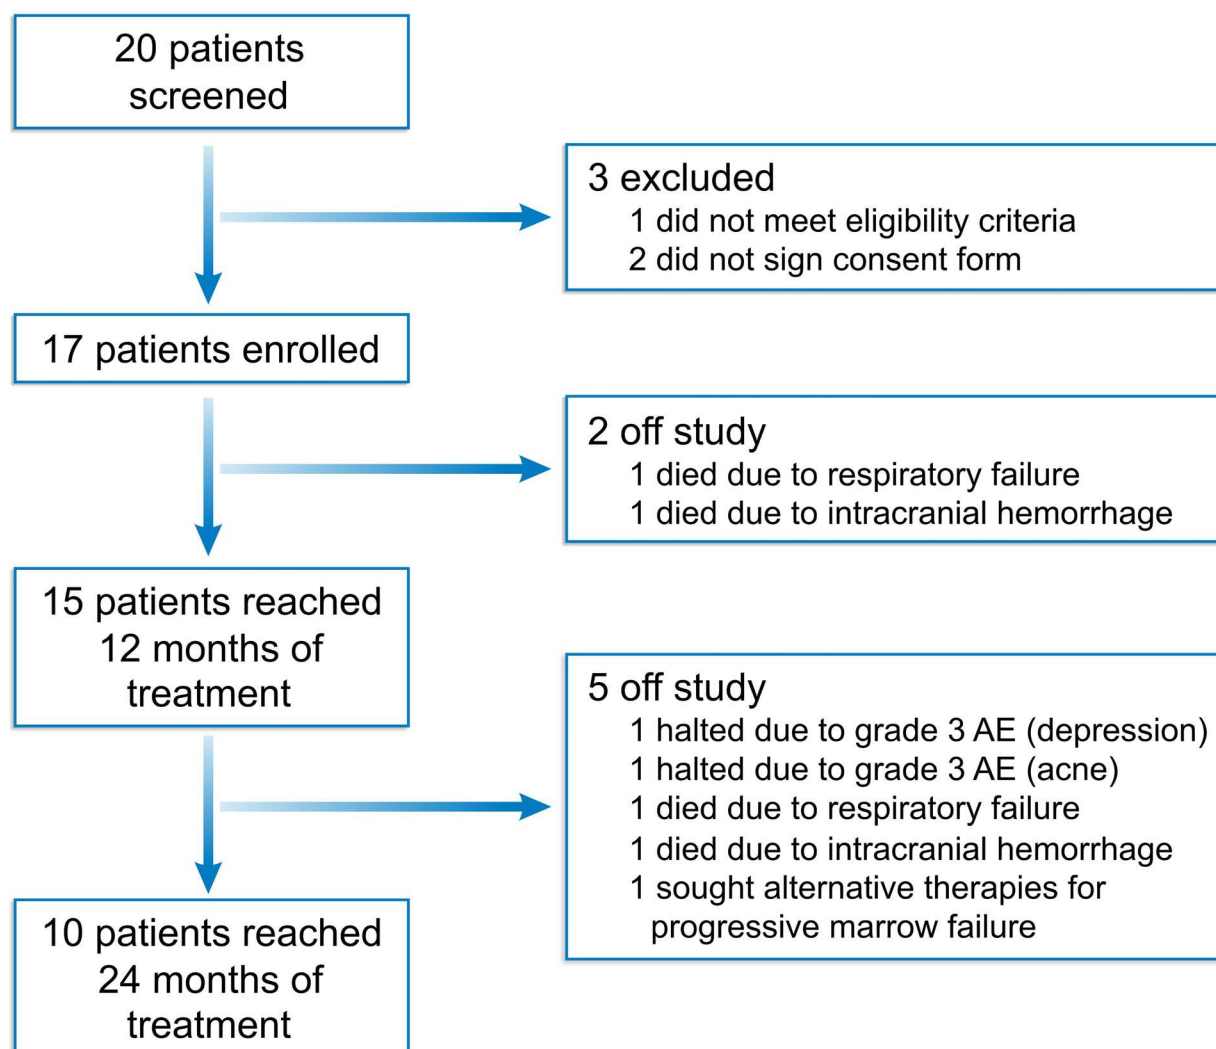 20 patients
screened
3 excluded
1 did not meet eligibility criteria
2 did not sign consent form
17 patients enrolled
2 off study
1 died due to respiratory failure
1 died due to intracranial hemorrhage
15 patients reached
12 months of
treatment
5 off study
1 halted due to grade 3 AE (depression)
1 halted due to grade 3 AE (acne)
1 died due to respiratory failure
1 died due to intracranial hemorrhage
1 sought alternative therapies for
progressive marrow failure
10 patients reached
24 months of
treatment